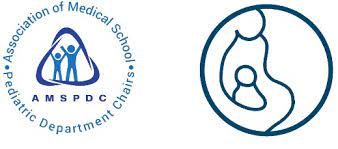 Association of Medical School
AMSPDC
Pediatric Department Chairs